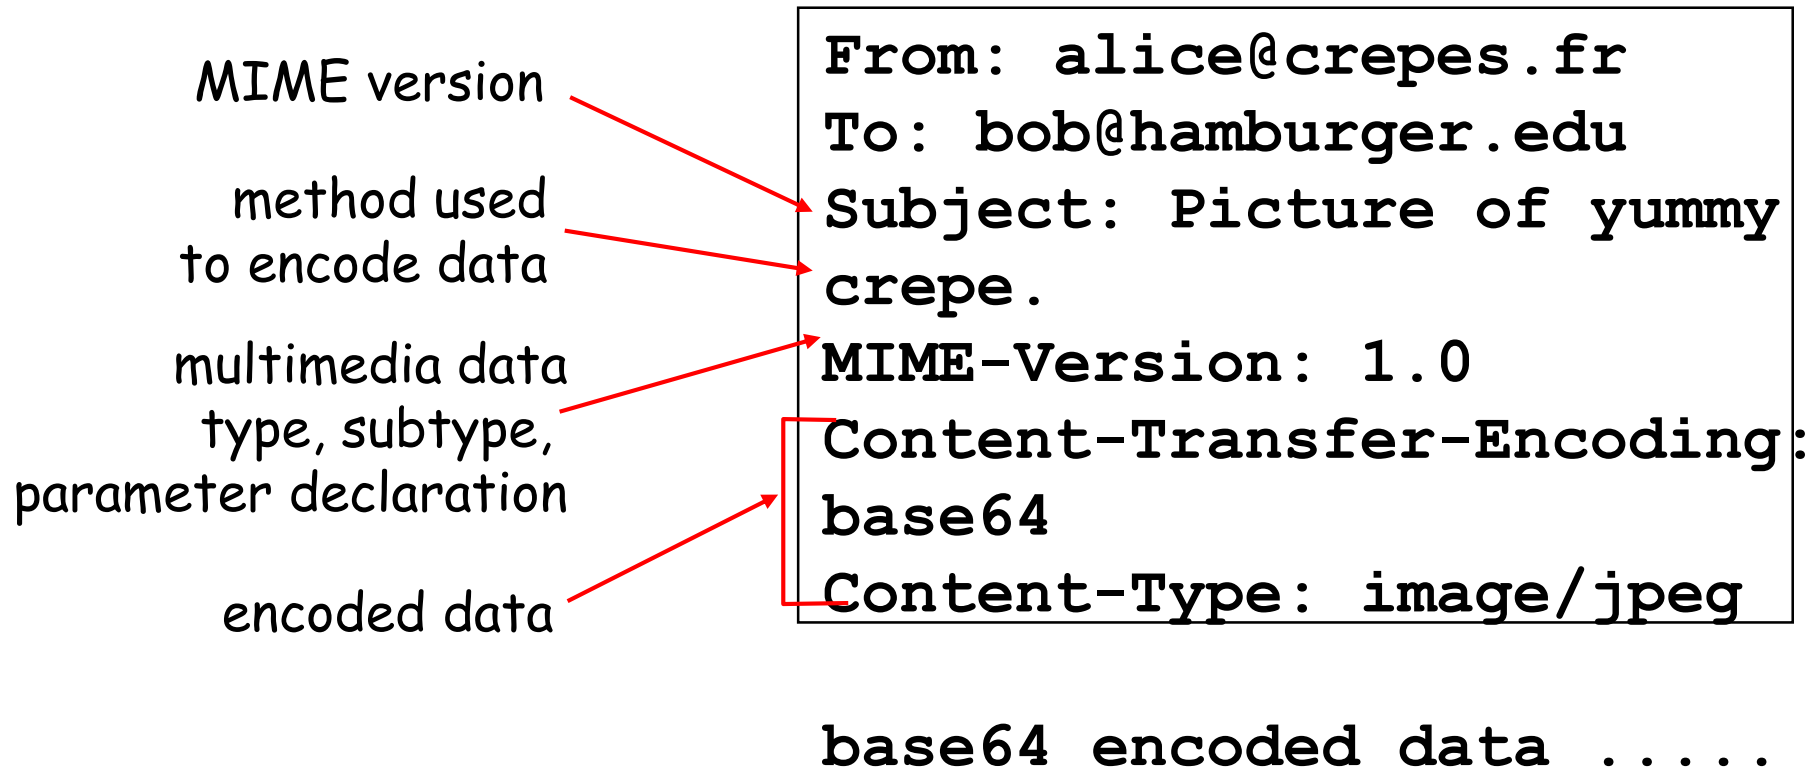 MIME version
method used
to encode data
multimedia data
type, subtype,
parameter declaration
encoded data
From: alice@crepes.fr
To: bob@hamburger.edu
Subject: Picture of yummy
crepe.
MIME-Version: 1.0
Content-Transfer-Encoding:
base64
Content-Type: image/jpeg
base64 encoded data .....